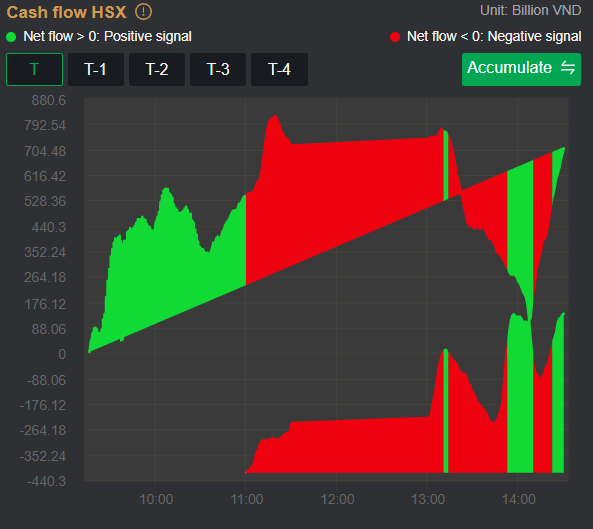 Cash flow HSX
Unit: Billion VND
Net flow > 0: Positive signal
Net flow < 0: Negative signal
T
T-1
T-2
T-3
T-4
Accumulate
880.6
792.54
704.48
616.42
528.36
440.3
352.24
264.18
176.12
88.06
0
-88.06
-176.12
-264.18
-352.24
-440.3
10:00
11:00
12:00
13:00
14:00